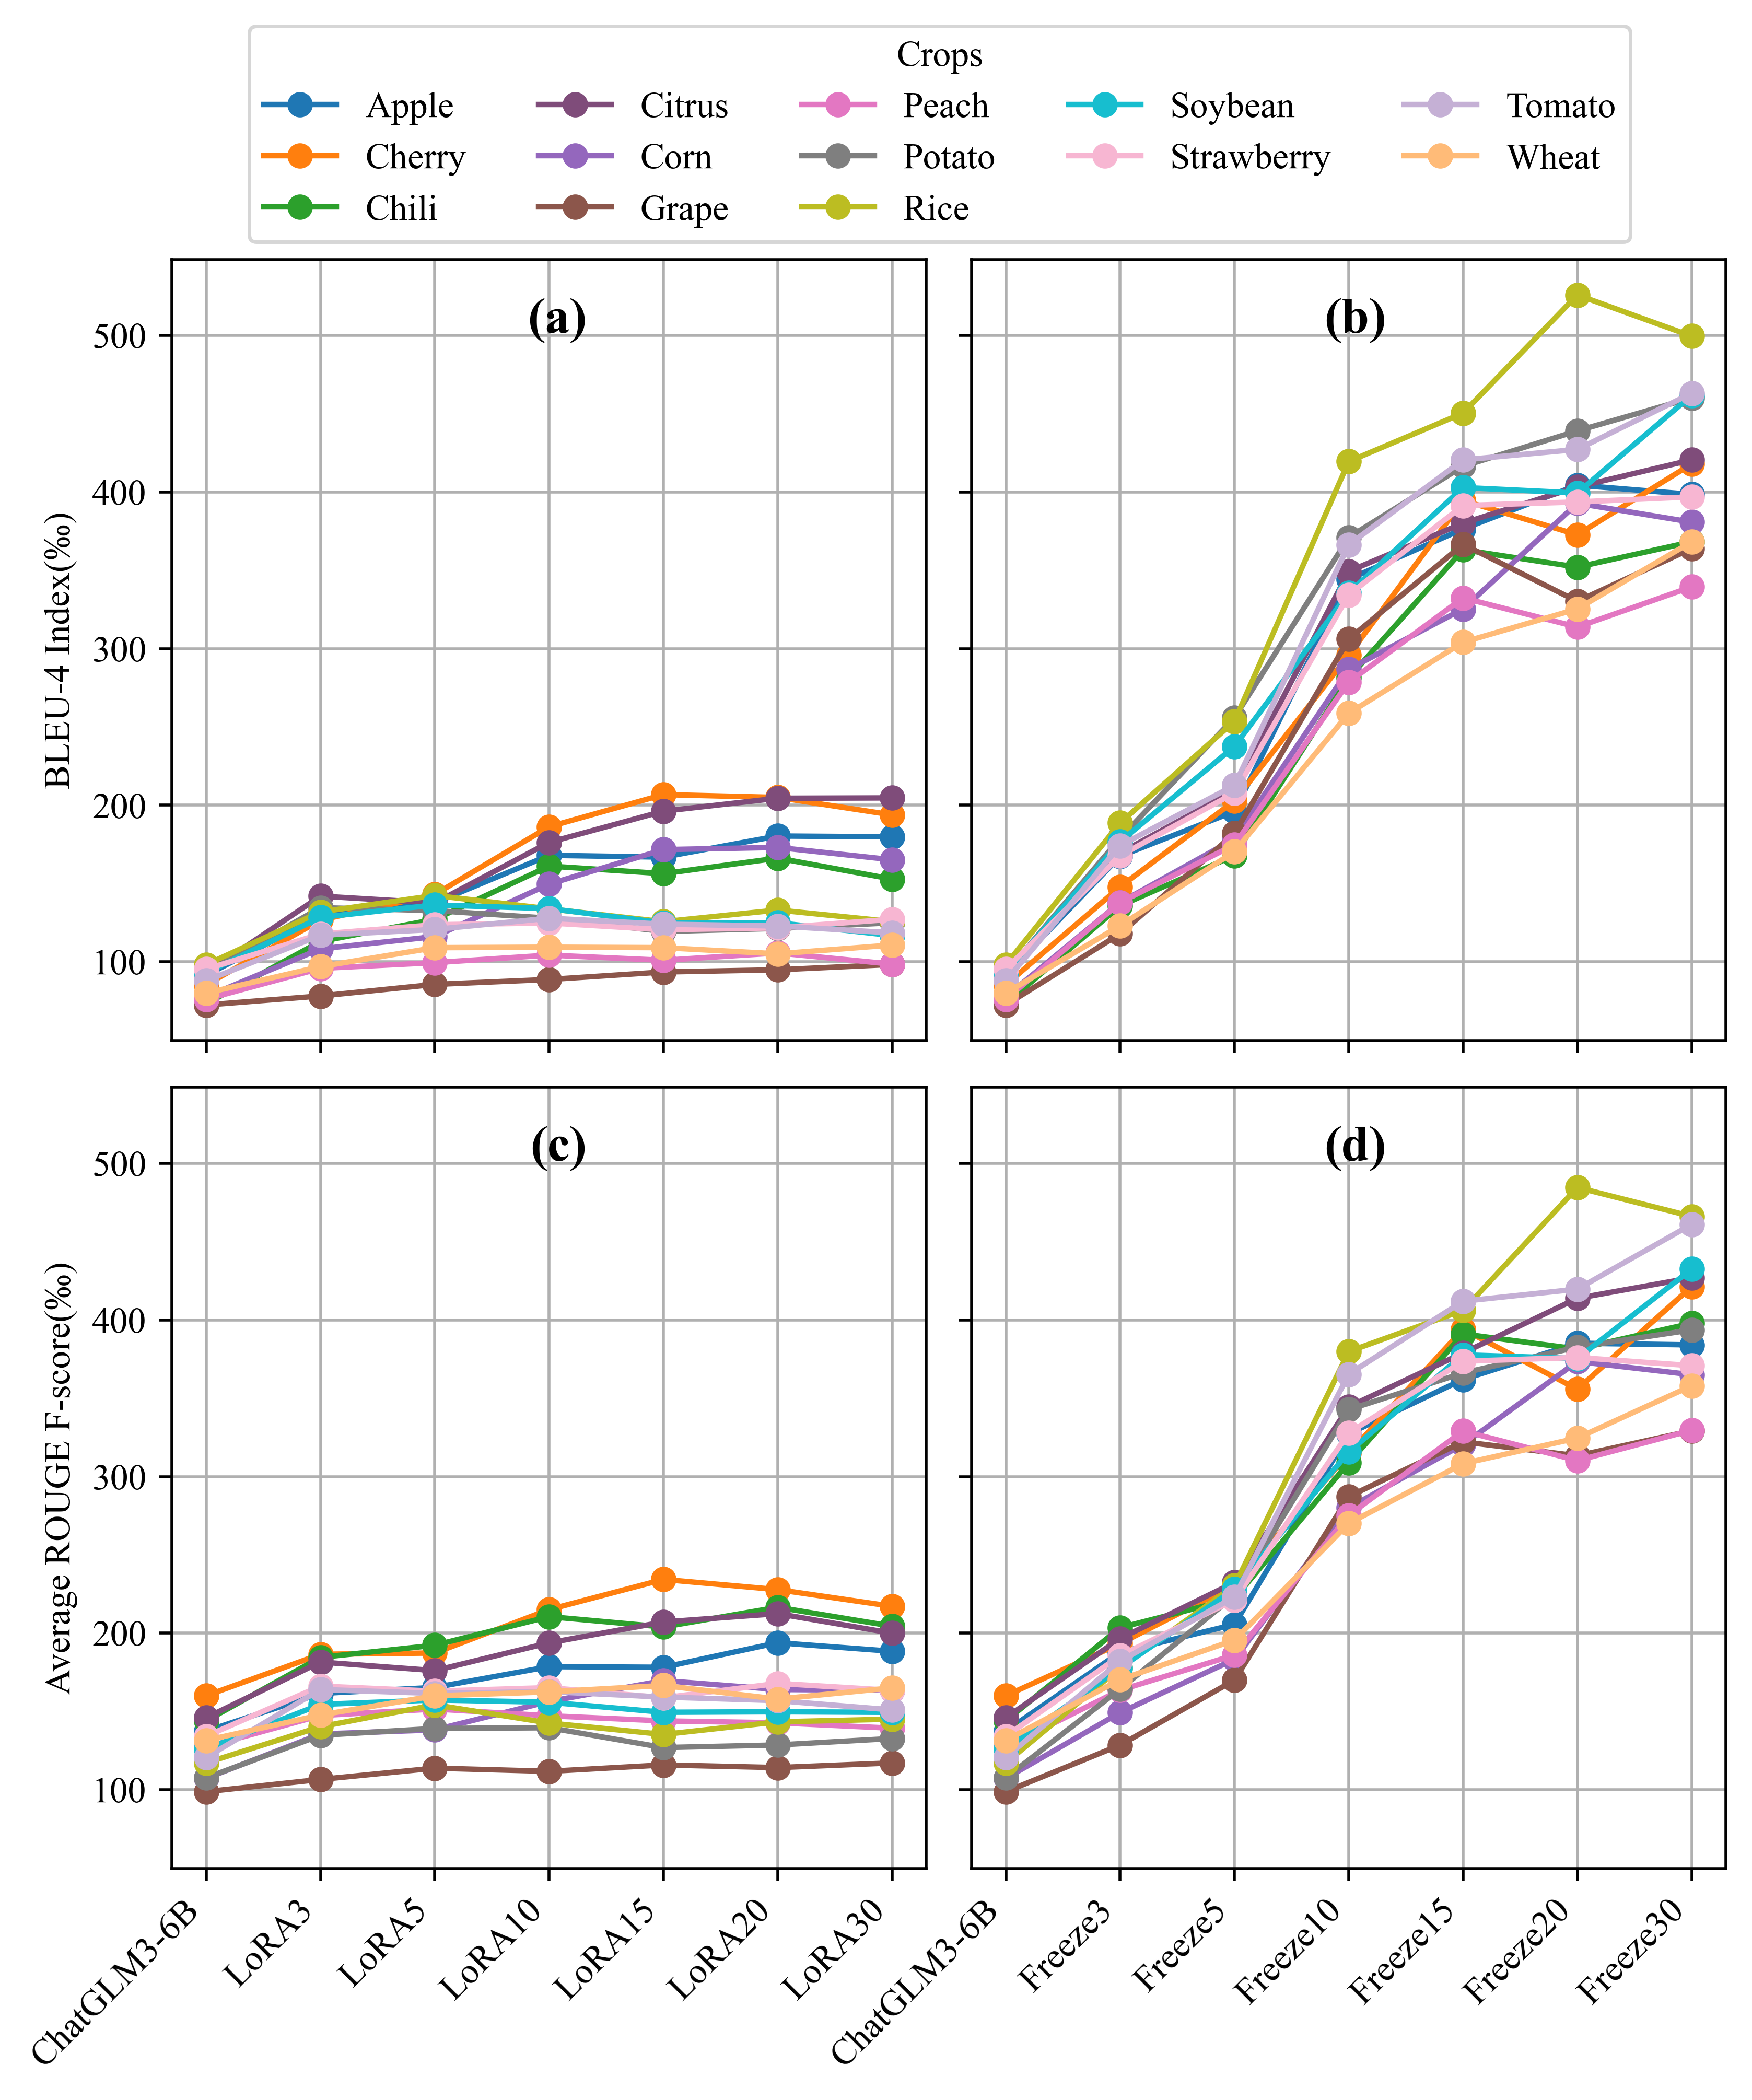 Crops
Apple Citrus Peach Soybean Tomato
Cherry Corn Potato Strawberry Wheat
Chili Grape Rice
(a) (b)
500
400
300
200
100
BLEU-4 Index(‰)
(c) (d)
500
400
300
200
100
Average ROUGE F-score(‰)
ChatGLM3-6B LoRA3 LoRA5 LoRA10 LoRA15 LoRA20 LoRA30
ChatGLM3-6B Freeze3 Freeze5 Freeze10 Freeze15 Freeze20 Freeze30